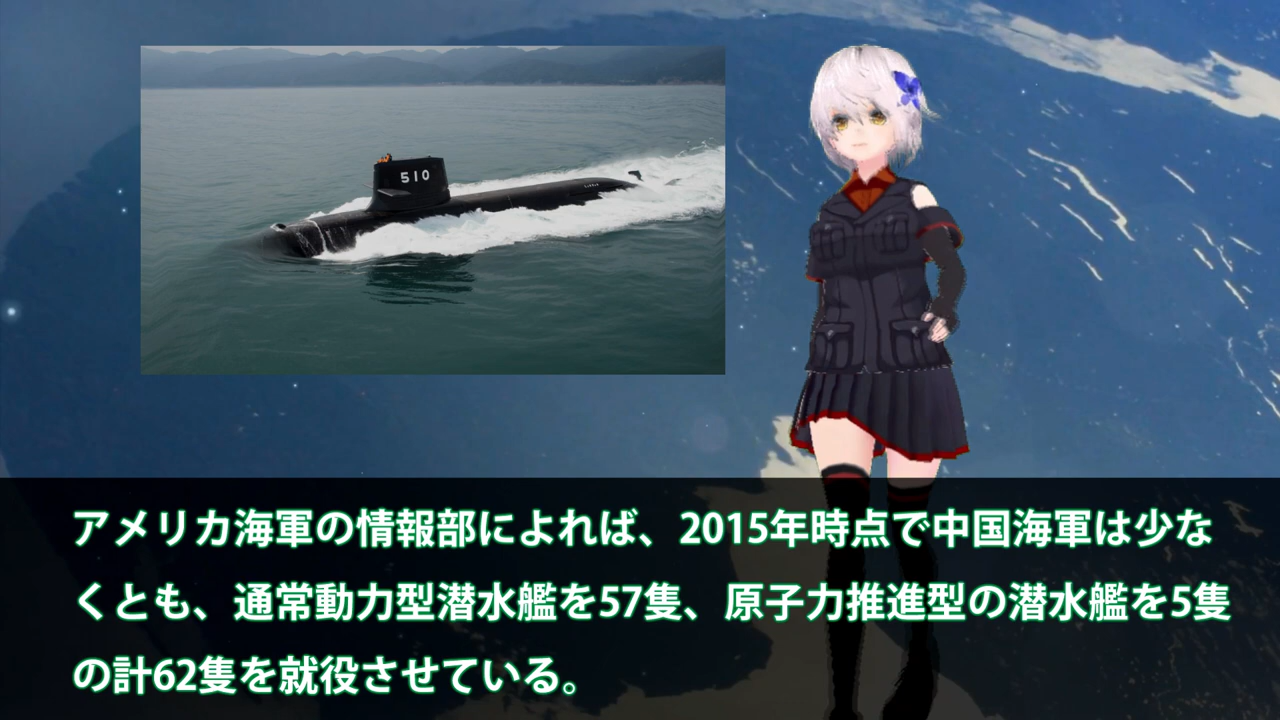 510
アメリカ海軍の情報部によれば、2015年時点で中国海軍は少な
くとも、通常動力型潜水艦を57隻、原子力推進型の潜水艦を5隻
の計62隻を就役させている。